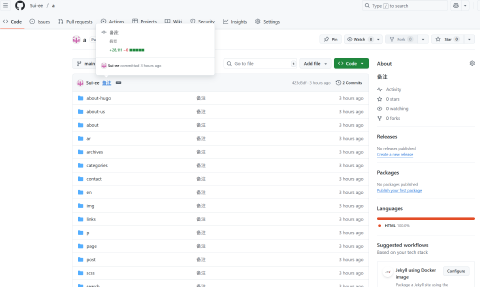 Sui-ee / a
Type / to search
Code Issues Pull requests Actions Projects Wiki Security Insights Settings
a
Pin Watch 0 Fork 0 Star 0
备注
备注
Sui-ee committed 3 hours ago
main
Go to file
t
Add file
Code
Sui-ee 备注
3 hours ago
2 Commits
about-hugo 备注 3 hours ago
about-us 备注 3 hours ago
about 备注 3 hours ago
ar 备注 3 hours ago
archives 备注 3 hours ago
categories 备注 3 hours ago
contact 备注 3 hours ago
en 备注 3 hours ago
img 备注 3 hours ago
links 备注 3 hours ago
p 备注 3 hours ago
page 备注 3 hours ago
post 备注 3 hours ago
scss 备注 3 hours ago
search 备注 3 hours ago
About
备注
Activity
0 stars
0 watching
0 forks
Releases
No releases published
Create a new release
Packages
No packages published
Publish your first package
Languages
HTML 100.0%
Suggested workflows
Based on your tech stack
Jekyll using Docker image
Configure
Package a Jekyll site using the